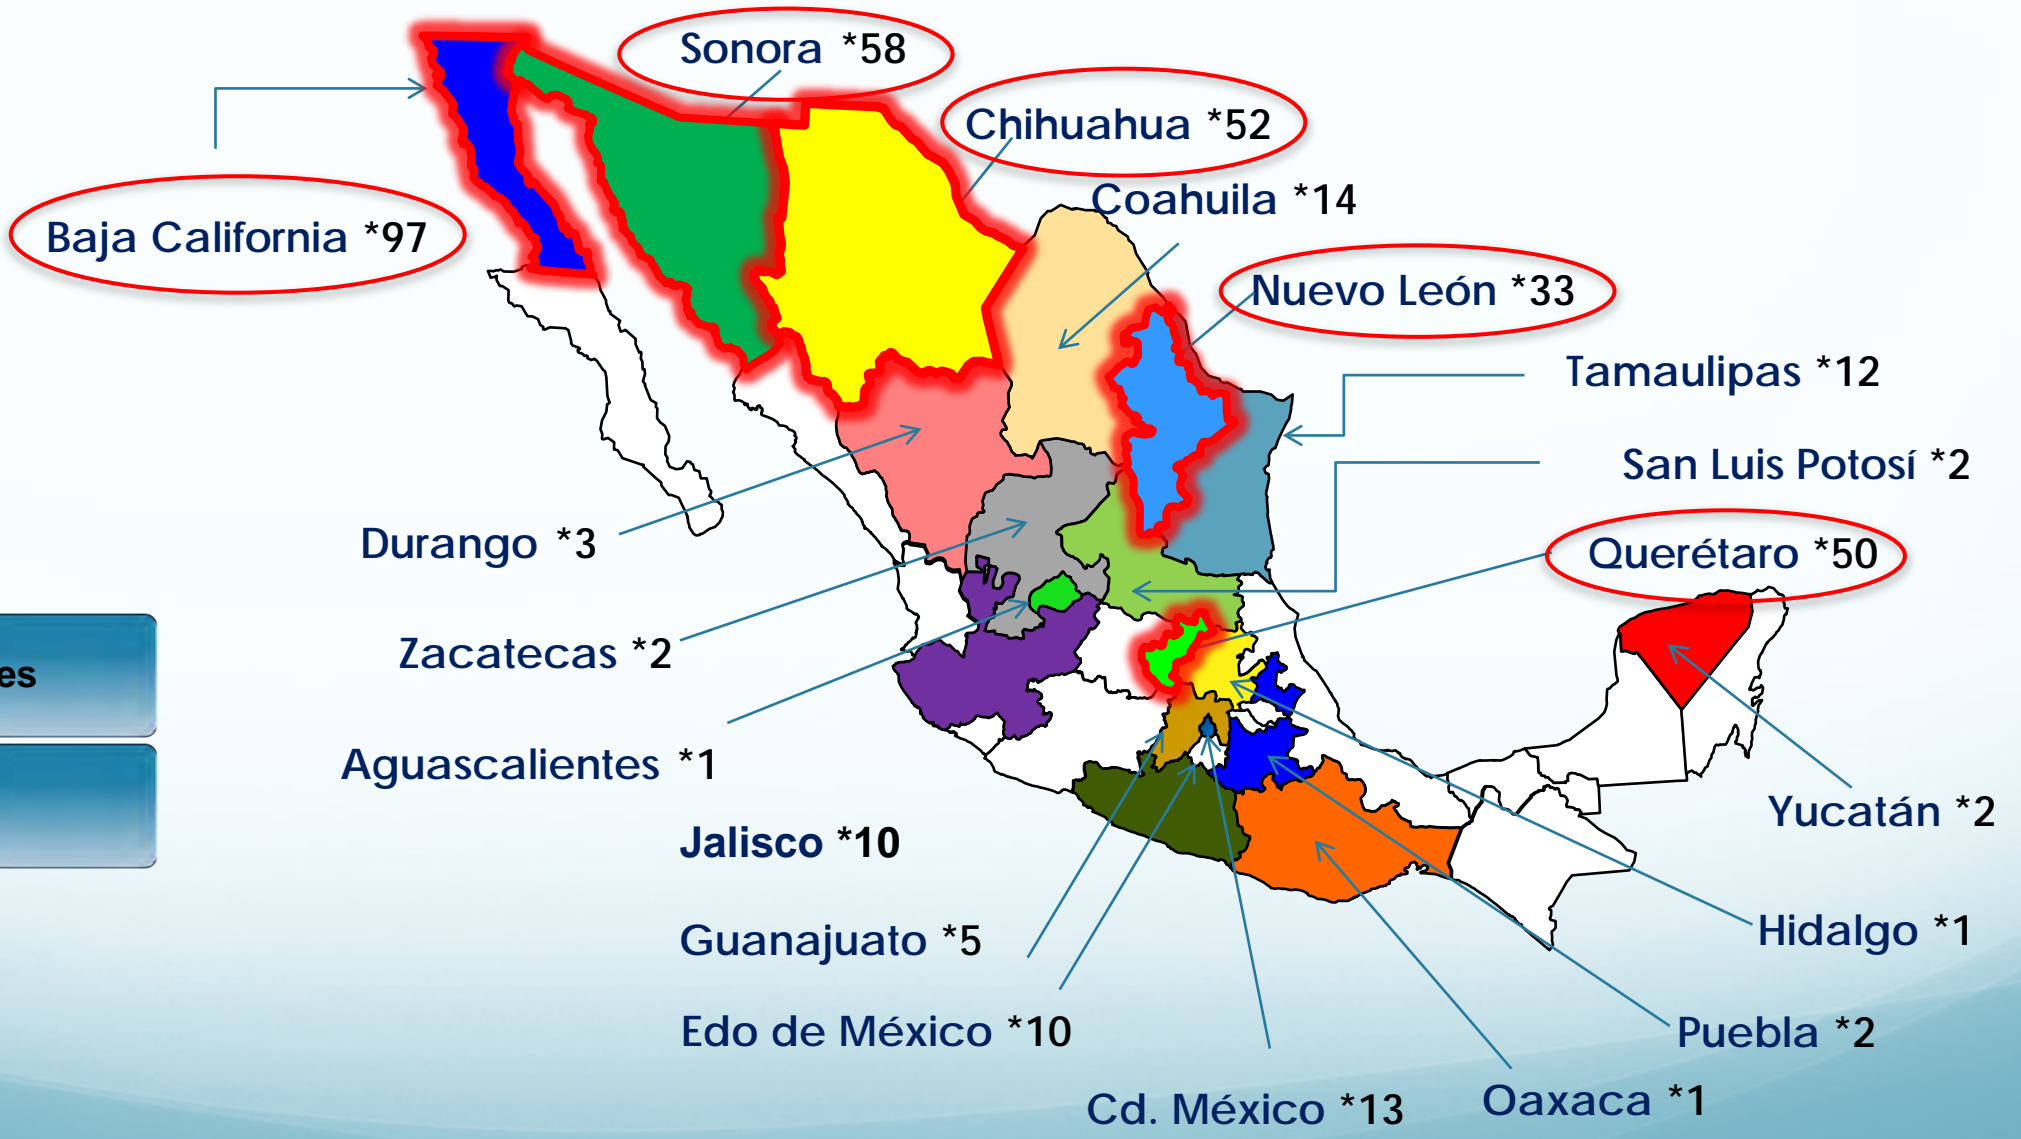 Sonora *58
Chihuahua *52
Coahuila *14
Baja California *97
Nuevo León *33
Tamaulipas *12
San Luis Potosí *2
Durango *3
Querétaro *50
Zacatecas *2
es
Aguascalientes *1
Yucatán *2
Jalisco *10
Guanajuato *5
Hidalgo *1
Edo de México *10
Puebla *2
Cd. México *13
Oaxaca *1